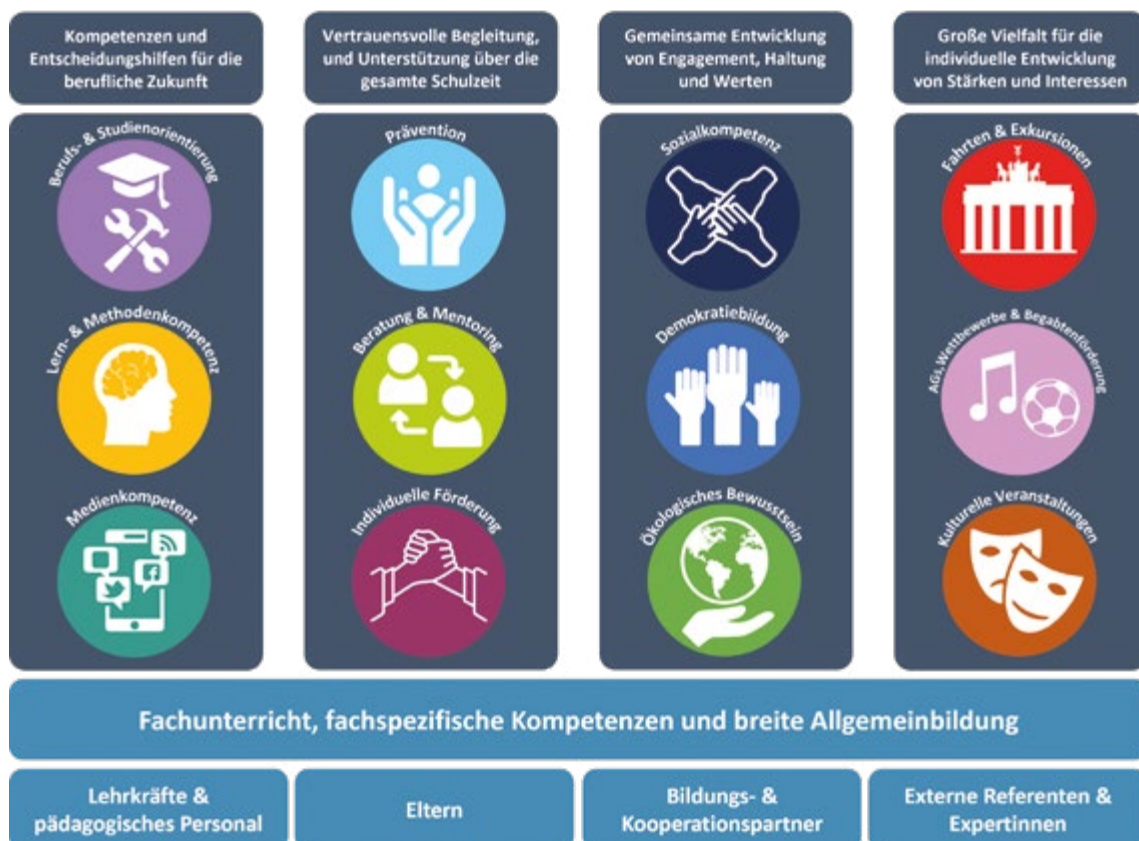 Kompetenzen und
Entscheidungshilfen für die
berufliche Zukunft
Berufs- & Studienorientierung
Lern- & Methodenkompetenz
Medienkompetenz
Vertrauensvolle Begleitung,
und Unterstützung über die
gesamte Schulzeit
Prävention
Beratung & Mentoring
Individuelle Förderung
Gemeinsame Entwicklung
von Engagement, Haltung
und Werten
Sozialkompetenz
Demokratiebildung
Ökologisches Bewusstsein
Große Vielfalt für die
individuelle Entwicklung
von Stärken und Interessen
Fahrten & Exkursionen
AGs, Wettbewerbe & Begabtenförderung
Kulturelle Veranstaltungen
Fachunterricht, fachspezifische Kompetenzen und breite Allgemeinbildung
Lehrkräfte &
pädagogisches Personal
Eltern
Bildungs- &
Kooperationspartner
Externe Referenten &
Expertinnen